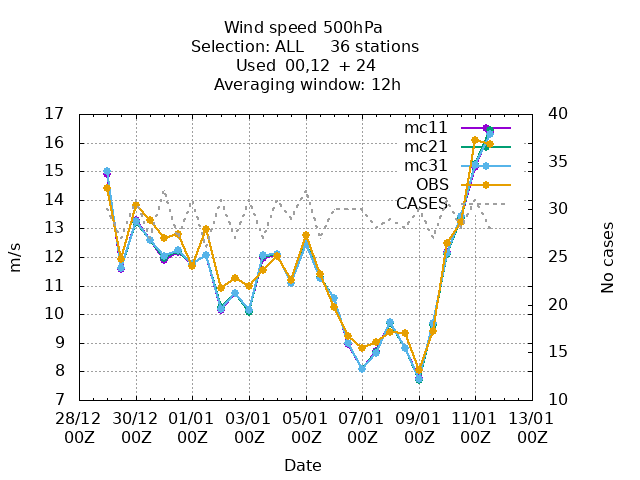 Wind speed 500hPa
Selection: ALL 36 stations
Used 00,12 + 24
Averaging window: 12h
17 40
16
15 35
14 30
13
12 25
11
10 20
9 15
8
7 10
mc11
mc21
mc31
OBS
CASES
m/s
No cases
28/12 30/12 01/01 03/01 05/01 07/01 09/01 11/01 13/01
00Z 00Z 00Z 00Z 00Z 00Z 00Z 00Z 00Z
Date